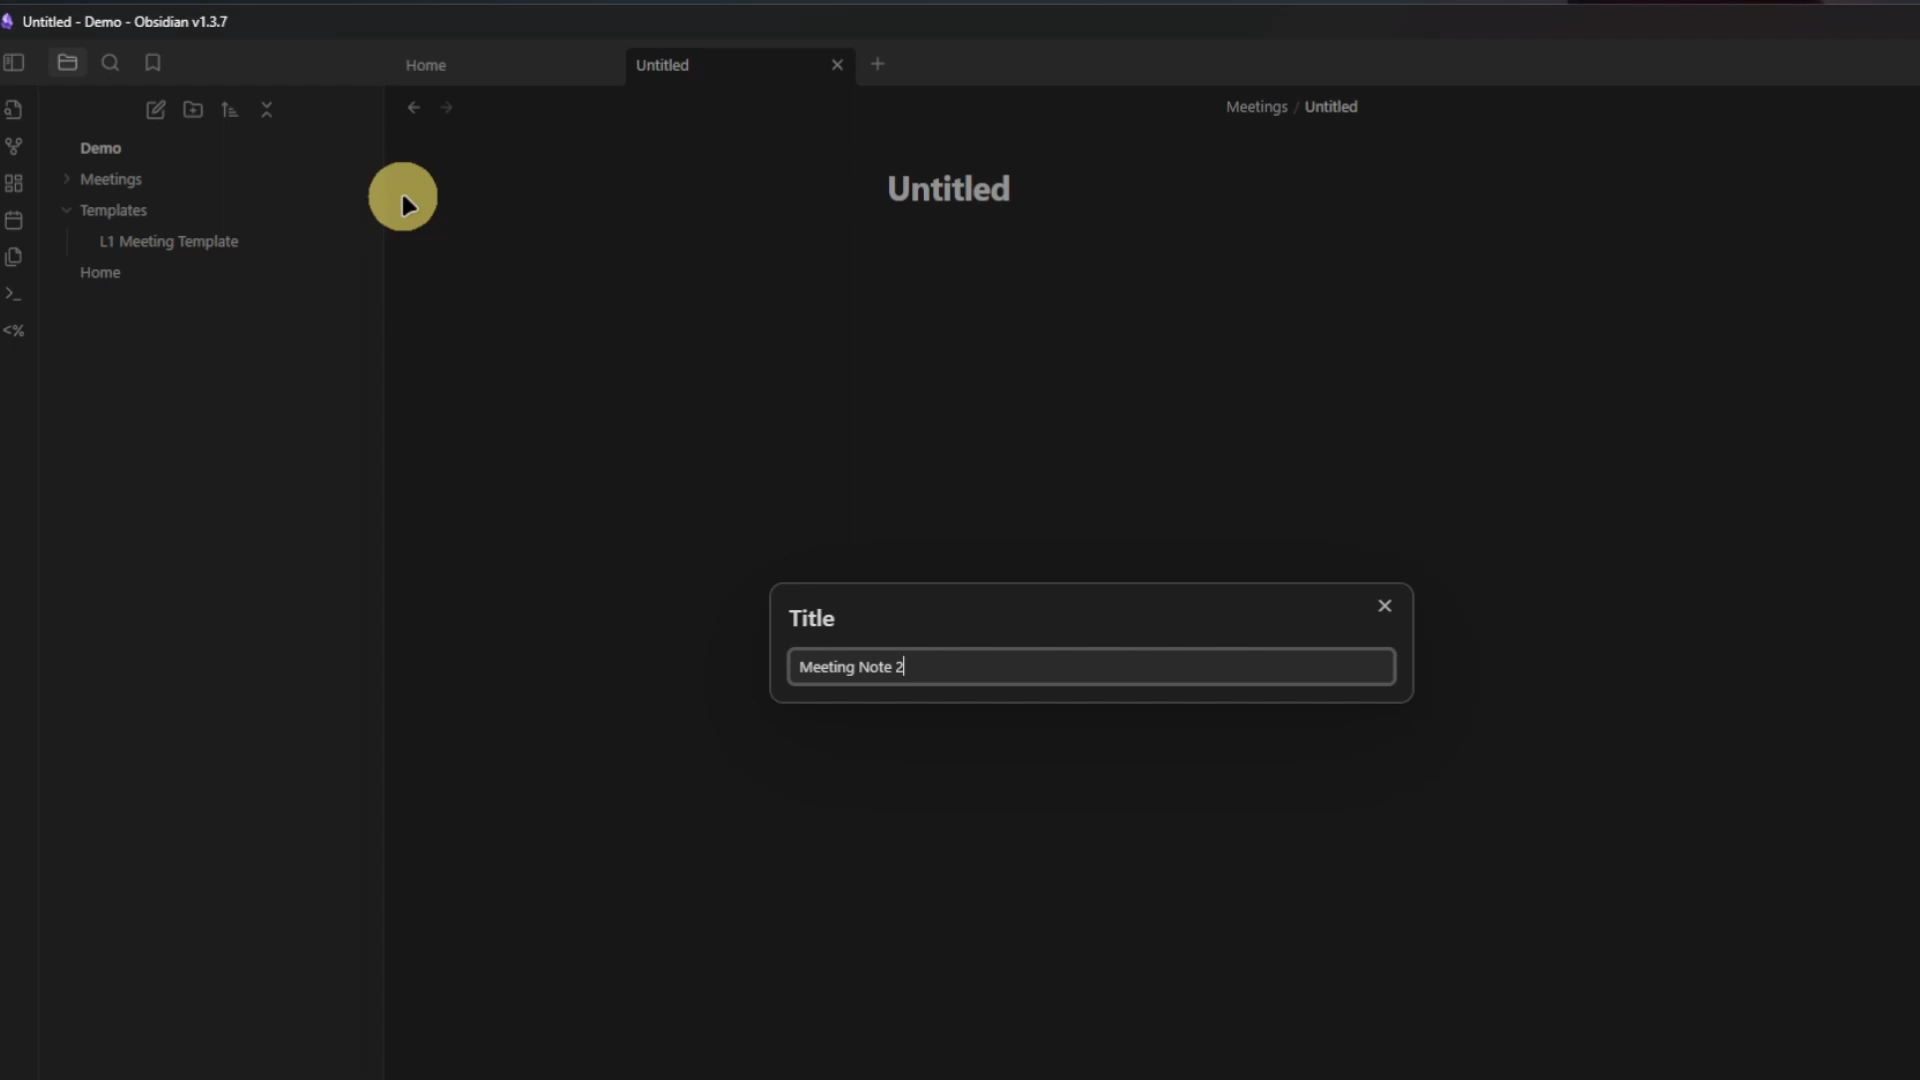 Untitled - Demo - Obsidian v1.3.7
Home
Untitled
Meetings / Untitled
Demo
Meetings
Templates
L1 Meeting Template
Home
<%
Untitled
Title
Meeting Note 2